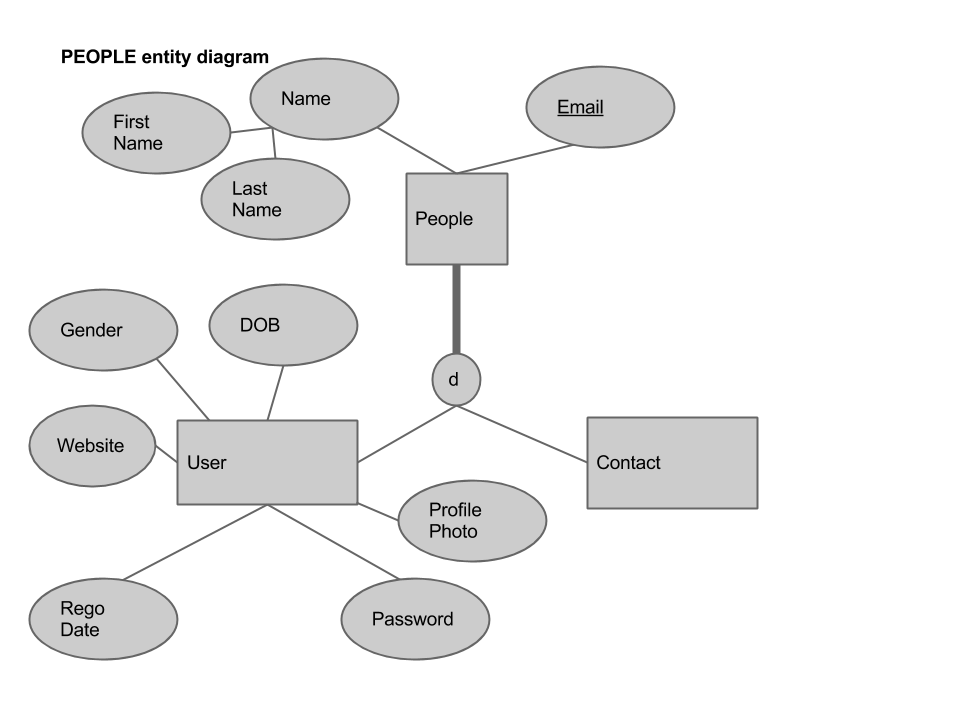 PEOPLE entity diagram
Name
Email
First
Name
Last
Name
People
Gender
DOB
d
Website
User
Contact
Profile
Photo
Rego
Date
Password